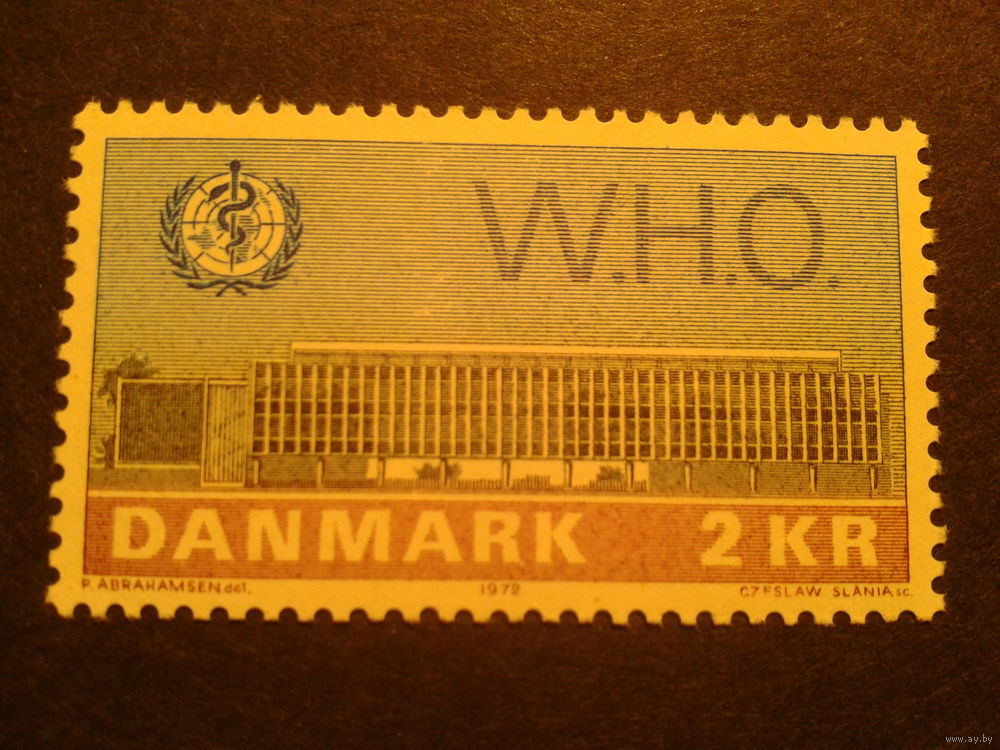 W.H.O.
DANMARK 2 KR
P. ABRAHAMSEN del. 1972 CZESLAW SLANIA sc.
www.ay.by